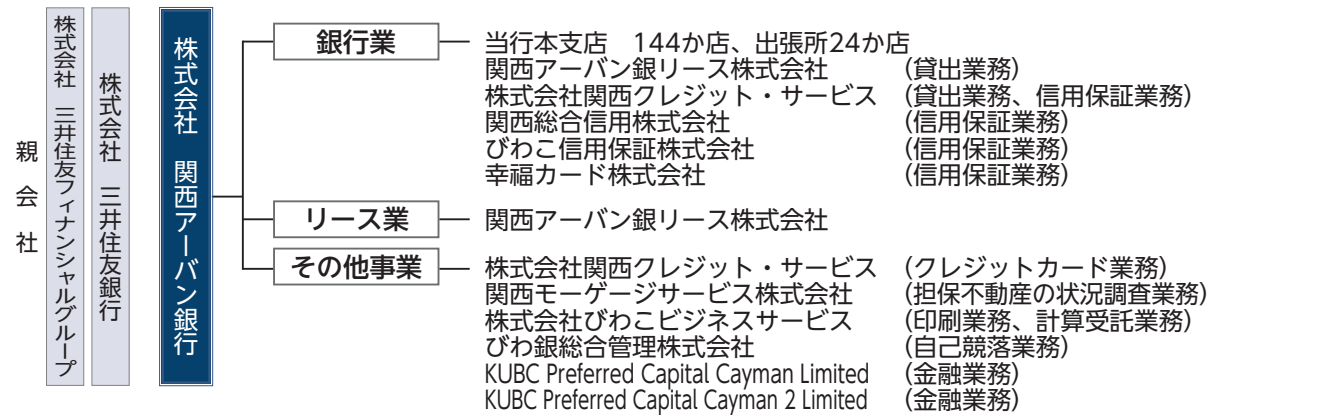 親会社
株式会社 三井住友フィナンシャルグループ
株式会社 三井住友銀行
株式会社 関西アーバン銀行
銀行業
当行本支店 144か店、出張所24か店
関西アーバン銀リース株式会社 (貸出業務)
株式会社関西クレジット・サービス (貸出業務、信用保証業務)
関西総合信用株式会社 (信用保証業務)
びわこ信用保証株式会社 (信用保証業務)
幸福カード株式会社 (信用保証業務)
リース業
関西アーバン銀リース株式会社
その他事業
株式会社関西クレジット・サービス (クレジットカード業務)
関西モーゲージサービス株式会社 (担保不動産の状況調査業務)
株式会社びわこビジネスサービス (印刷業務、計算受託業務)
びわ銀総合管理株式会社 (自己競落業務)
KUBC Preferred Capital Cayman Limited (金融業務)
KUBC Preferred Capital Cayman 2 Limited (金融業務)